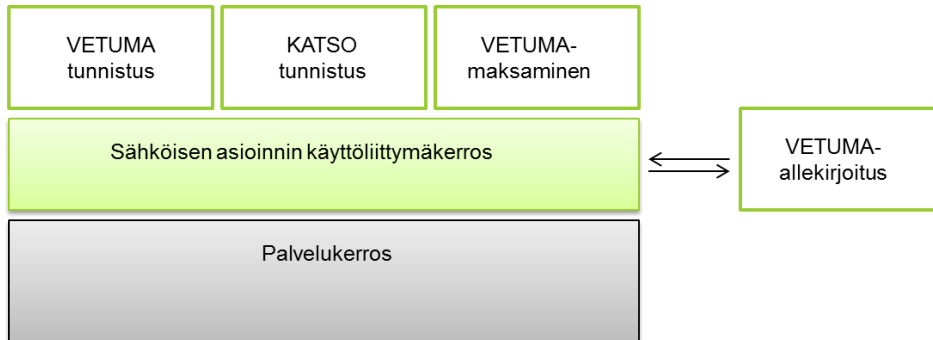 VETUMA
tunnistus
KATSO
tunnistus
VETUMA-
maksaminen
Sähköisen asioinnin käyttöliittymäkerros
VETUMA-
allekirjoitus
Palvelukerros